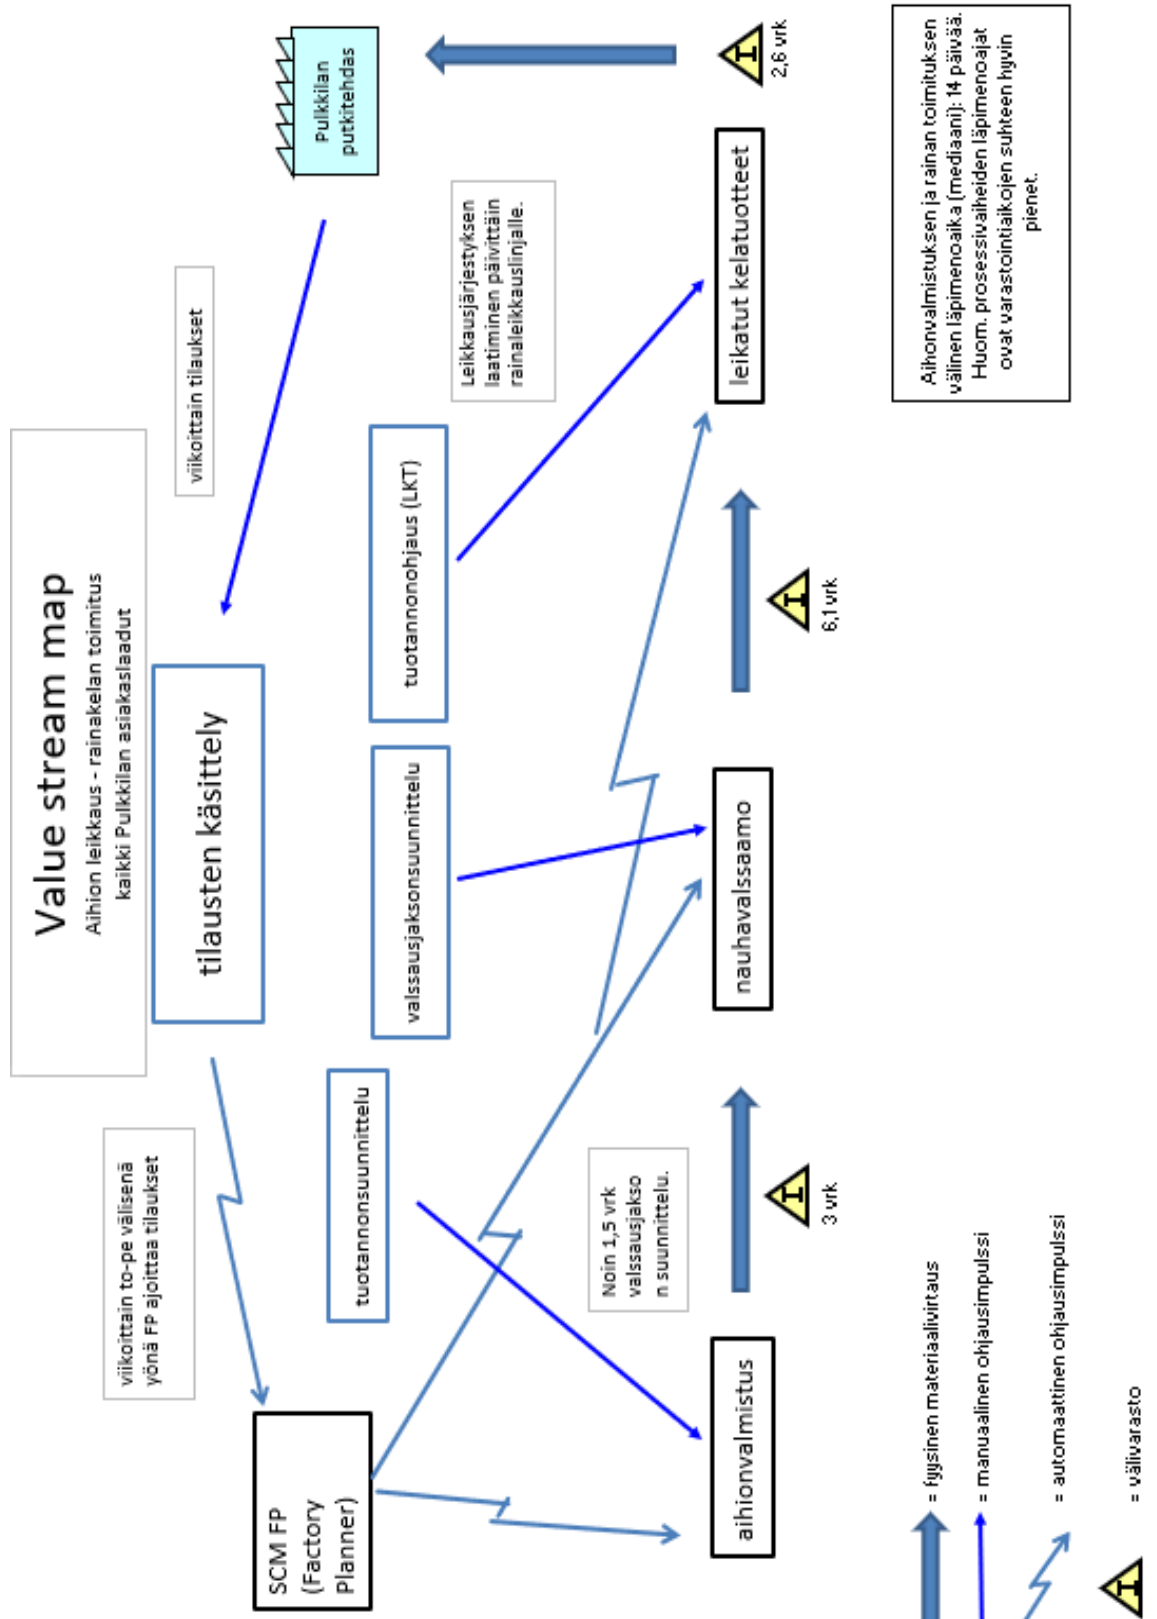 Value stream map
Aihion leikkaus - rainakelan toimitus
kaikki Pulkkilan asiakaslaadut
viikoittain to-pe välisenä
yönä FP ajoittaa tilaukset
tilausten käsittely
viikoittain tilaukset
Pulkkilan
putkitehdas
SCM FP
(Factory
Planner)
tuotannonsuunnittelu
valssausjaksonsuunnittelu
tuotannonohjaus (LKT)
Leikkausjärjestyksen
laatiminen päivittäin
rainaleikkauslinjalle.
Noin 1,5 vrk
valssausjakso
n suunnittelu.
aihionvalmistus
nauhavalssaamo
leikatut kelatuotteet
I
3 vrk
I
6,1 vrk
I
2,6 vrk
= fyysinen materiaalivirtaus
= manuaalinen ohjausimpulssi
= automaattinen ohjausimpulssi
I
= välivarasto
Aihonvalmistuksen ja rainan toimituksen
välinen läpimenoaika (mediaani): 14 päivää.
Huom. prosessivaiheiden läpimenoajat
ovat varastointiaikojen suhteen hyvin
pienet.